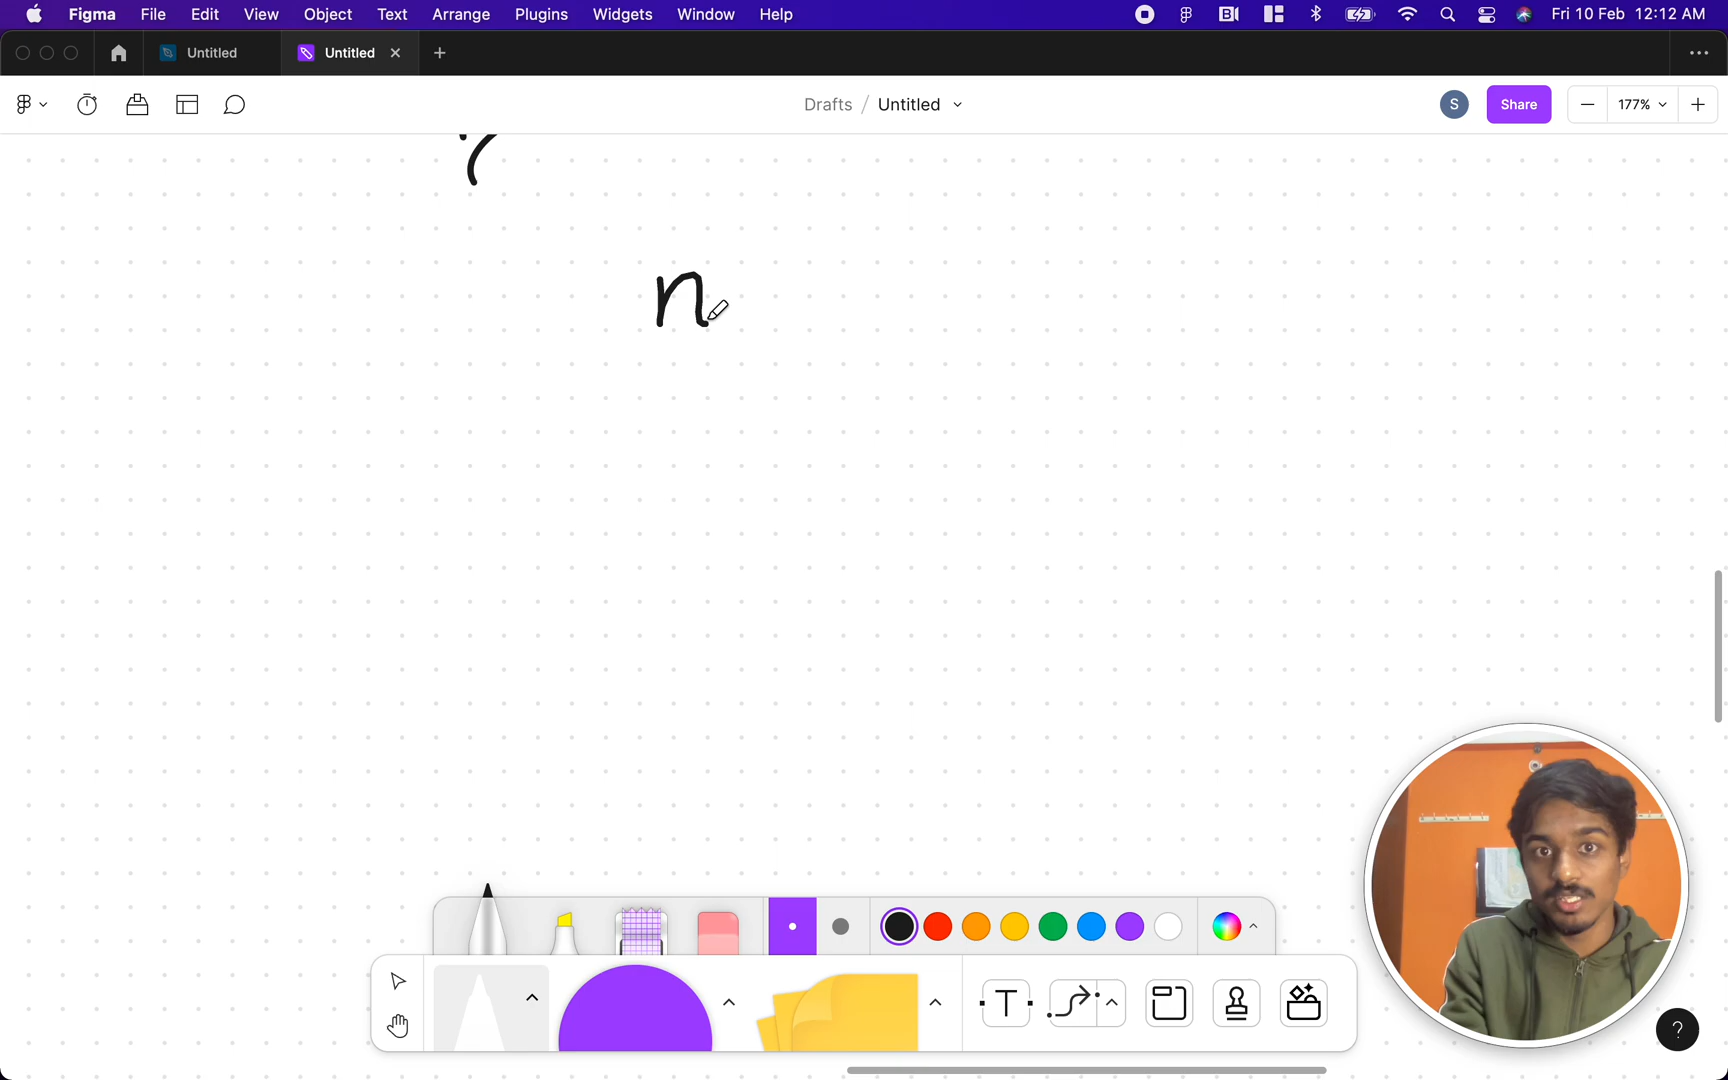 Figma File Edit View Object Text Arrange Plugins Widgets Window Help Fri 10 Feb 12:12 AM
Untitled Untitled
Drafts / Untitled S Share 177%
n
T
?